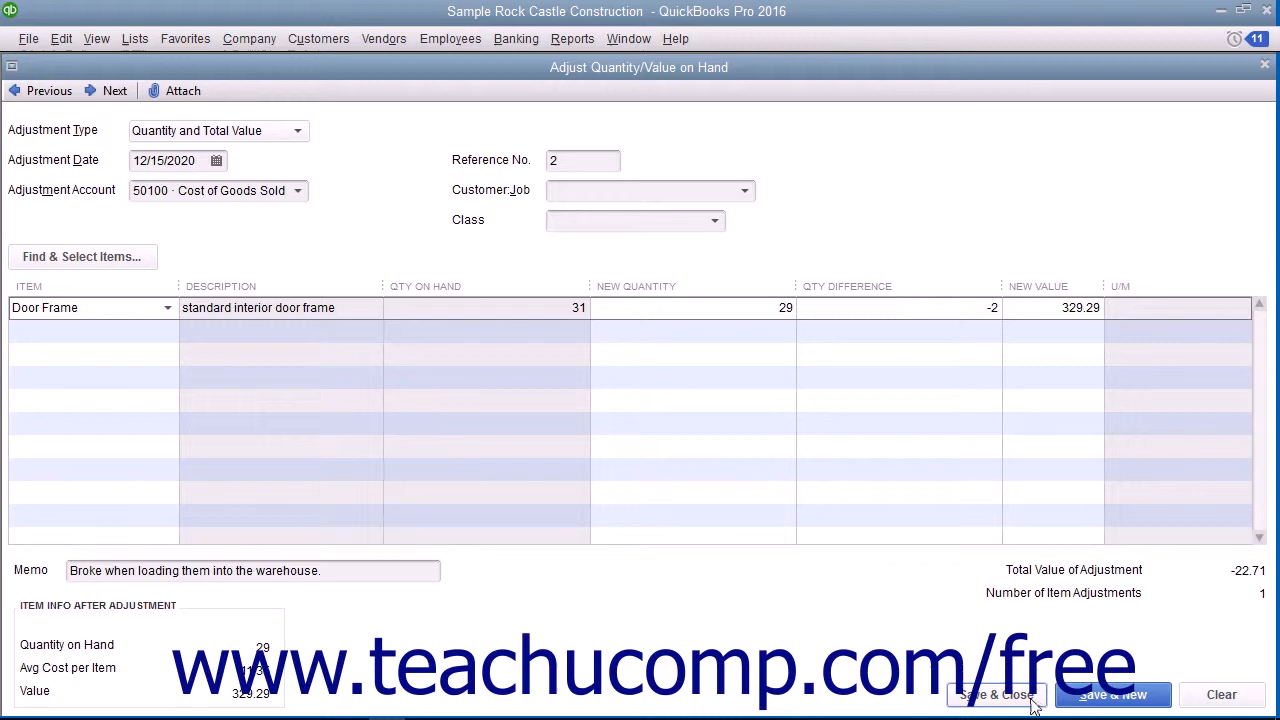 Sample Rock Castle Construction - QuickBooks Pro 2016
File Edit View Lists Favorites Company Customers Vendors Employees Banking Reports Window Help 11
Adjust Quantity/Value on Hand
Previous Next Attach
Adjustment Type Quantity and Total Value
Adjustment Date 12/15/2020 Reference No. 2
Adjustment Account 50100 · Cost of Goods Sold Customer:Job
Class
Find & Select Items...
ITEM DESCRIPTION QTY ON HAND NEW QUANTITY QTY DIFFERENCE NEW VALUE U/M
Door Frame standard interior door frame 31 29 -2 329.29
Memo Broke when loading them into the warehouse. Total Value of Adjustment -22.71
Number of Item Adjustments 1
ITEM INFO AFTER ADJUSTMENT
Quantity on Hand 29
Avg Cost per Item
Value 329.29
www.teachucomp.com/free
Save & Close Save & New Clear